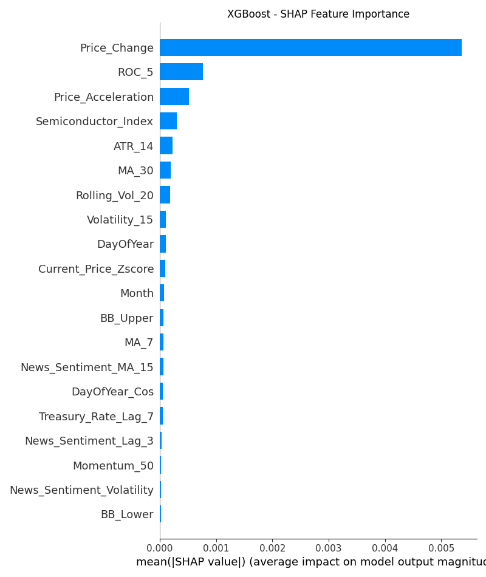 XGBoost - SHAP Feature Importance
Price_Change
ROC_5
Price_Acceleration
Semiconductor_Index
ATR_14
MA_30
Rolling_Vol_20
Volatility_15
DayOfYear
Current_Price_Zscore
Month
BB_Upper
MA_7
News_Sentiment_MA_15
DayOfYear_Cos
Treasury_Rate_Lag_7
News_Sentiment_Lag_3
Momentum_50
News_Sentiment_Volatility
BB_Lower
0.000 0.001 0.002 0.003 0.004 0.005
mean(|SHAP value|) (average impact on model output magnitud